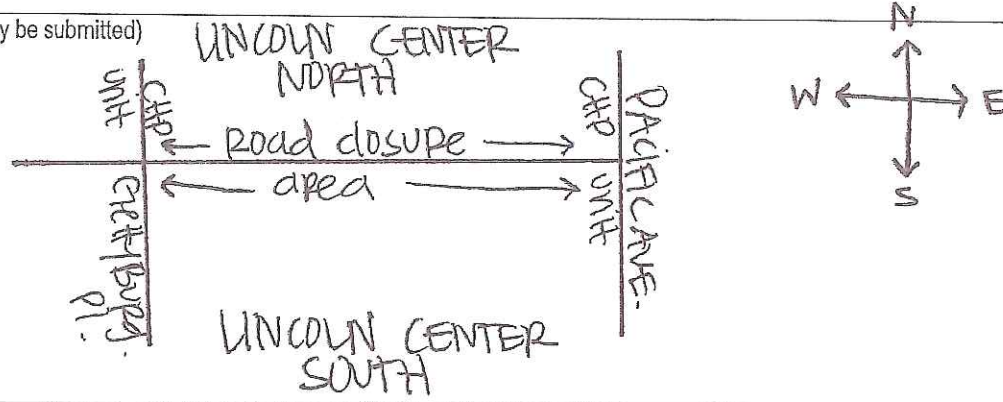 y be submitted)
LINCOLN CENTER
NORTH
N
W
E
S
CHP
unit
Road closure
area
CHP
unit
PACIFIC AVE.
Gettysburg
Pl.
LINCOLN CENTER
SOUTH